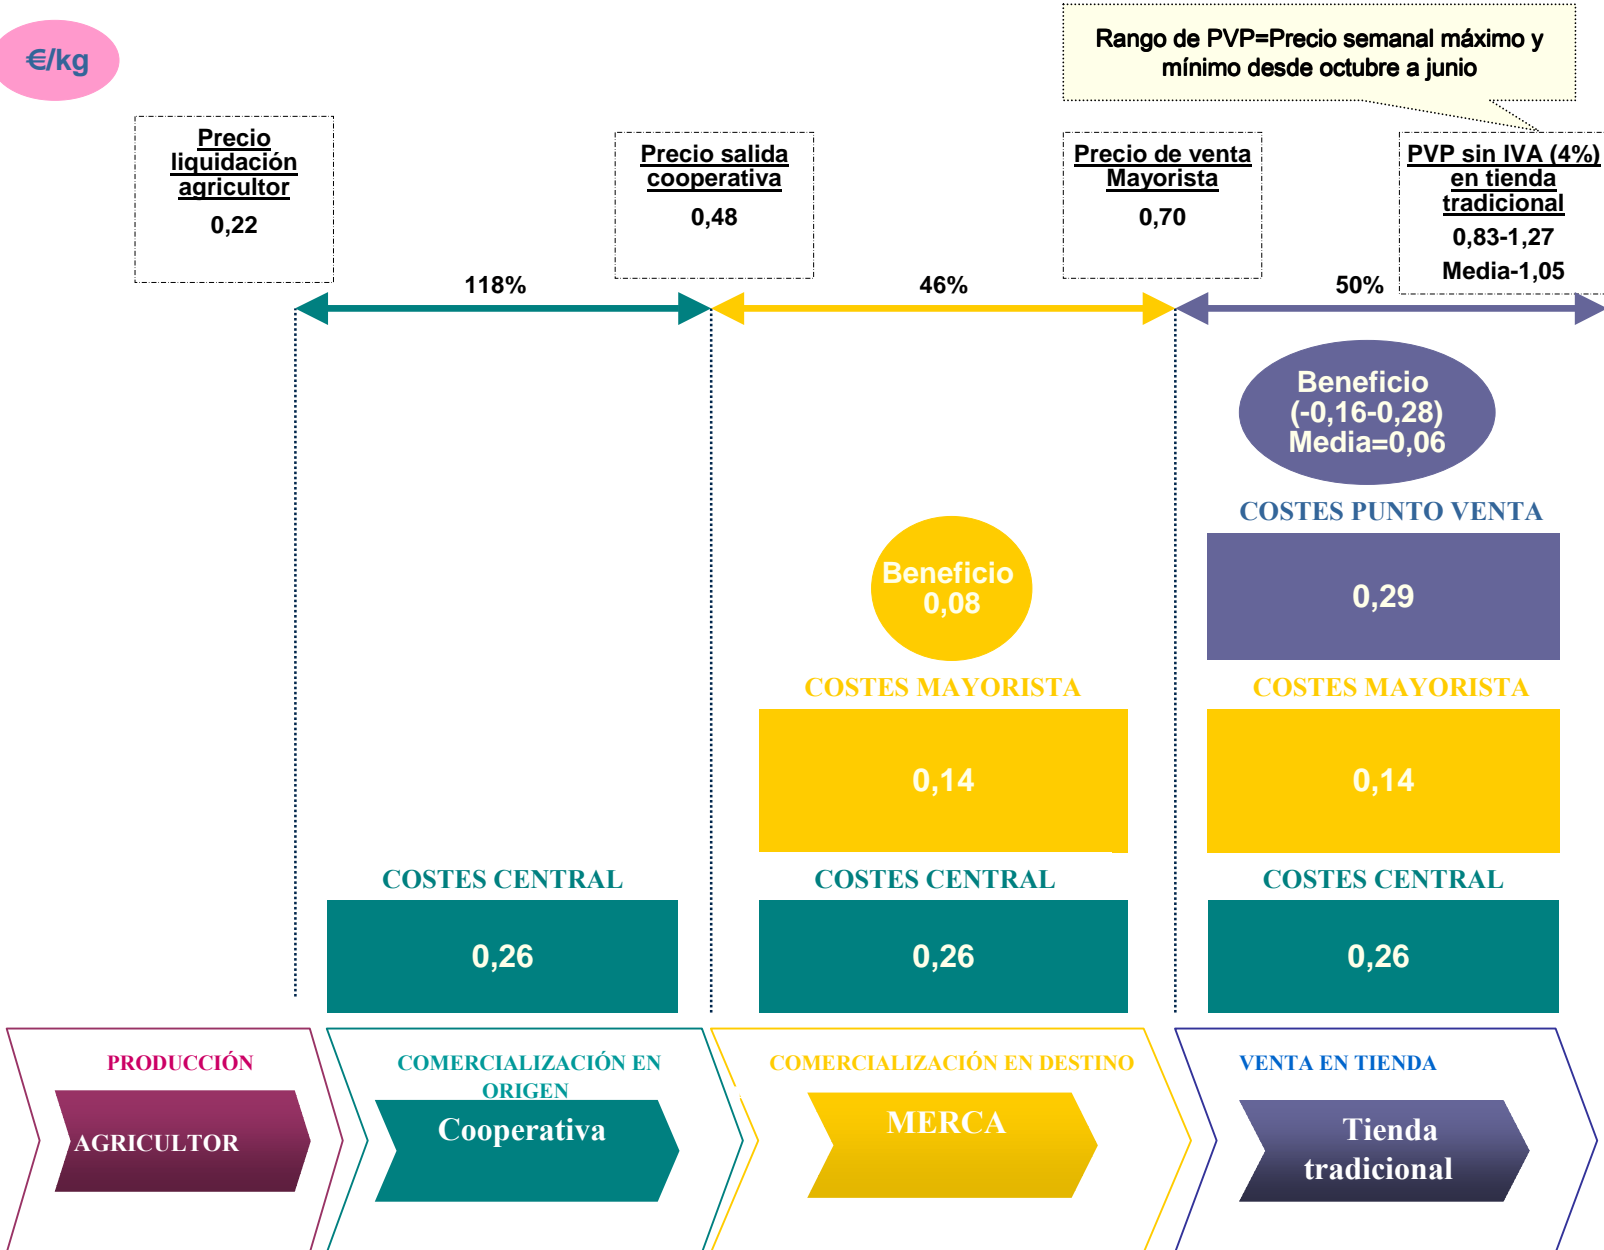 €/kg
Rango de PVP=Precio semanal máximo y
mínimo desde octubre a junio
Precio
liquidación
agricultor
0,22
Precio salida
cooperativa
0,48
Precio de venta
Mayorista
0,70
PVP sin IVA (4%)
en tienda
tradicional
0,83-1,27
Media-1,05
118%
46%
50%
Beneficio
(-0,16-0,28)
Media=0,06
COSTES PUNTO VENTA
0,29
Beneficio
0,08
COSTES MAYORISTA
0,14
COSTES MAYORISTA
0,14
COSTES CENTRAL
0,26
COSTES CENTRAL
0,26
COSTES CENTRAL
0,26
PRODUCCIÓN
AGRICULTOR
COMERCIALIZACIÓN EN
ORIGEN
Cooperativa
COMERCIALIZACIÓN EN DESTINO
MERCA
VENTA EN TIENDA
Tienda
tradicional